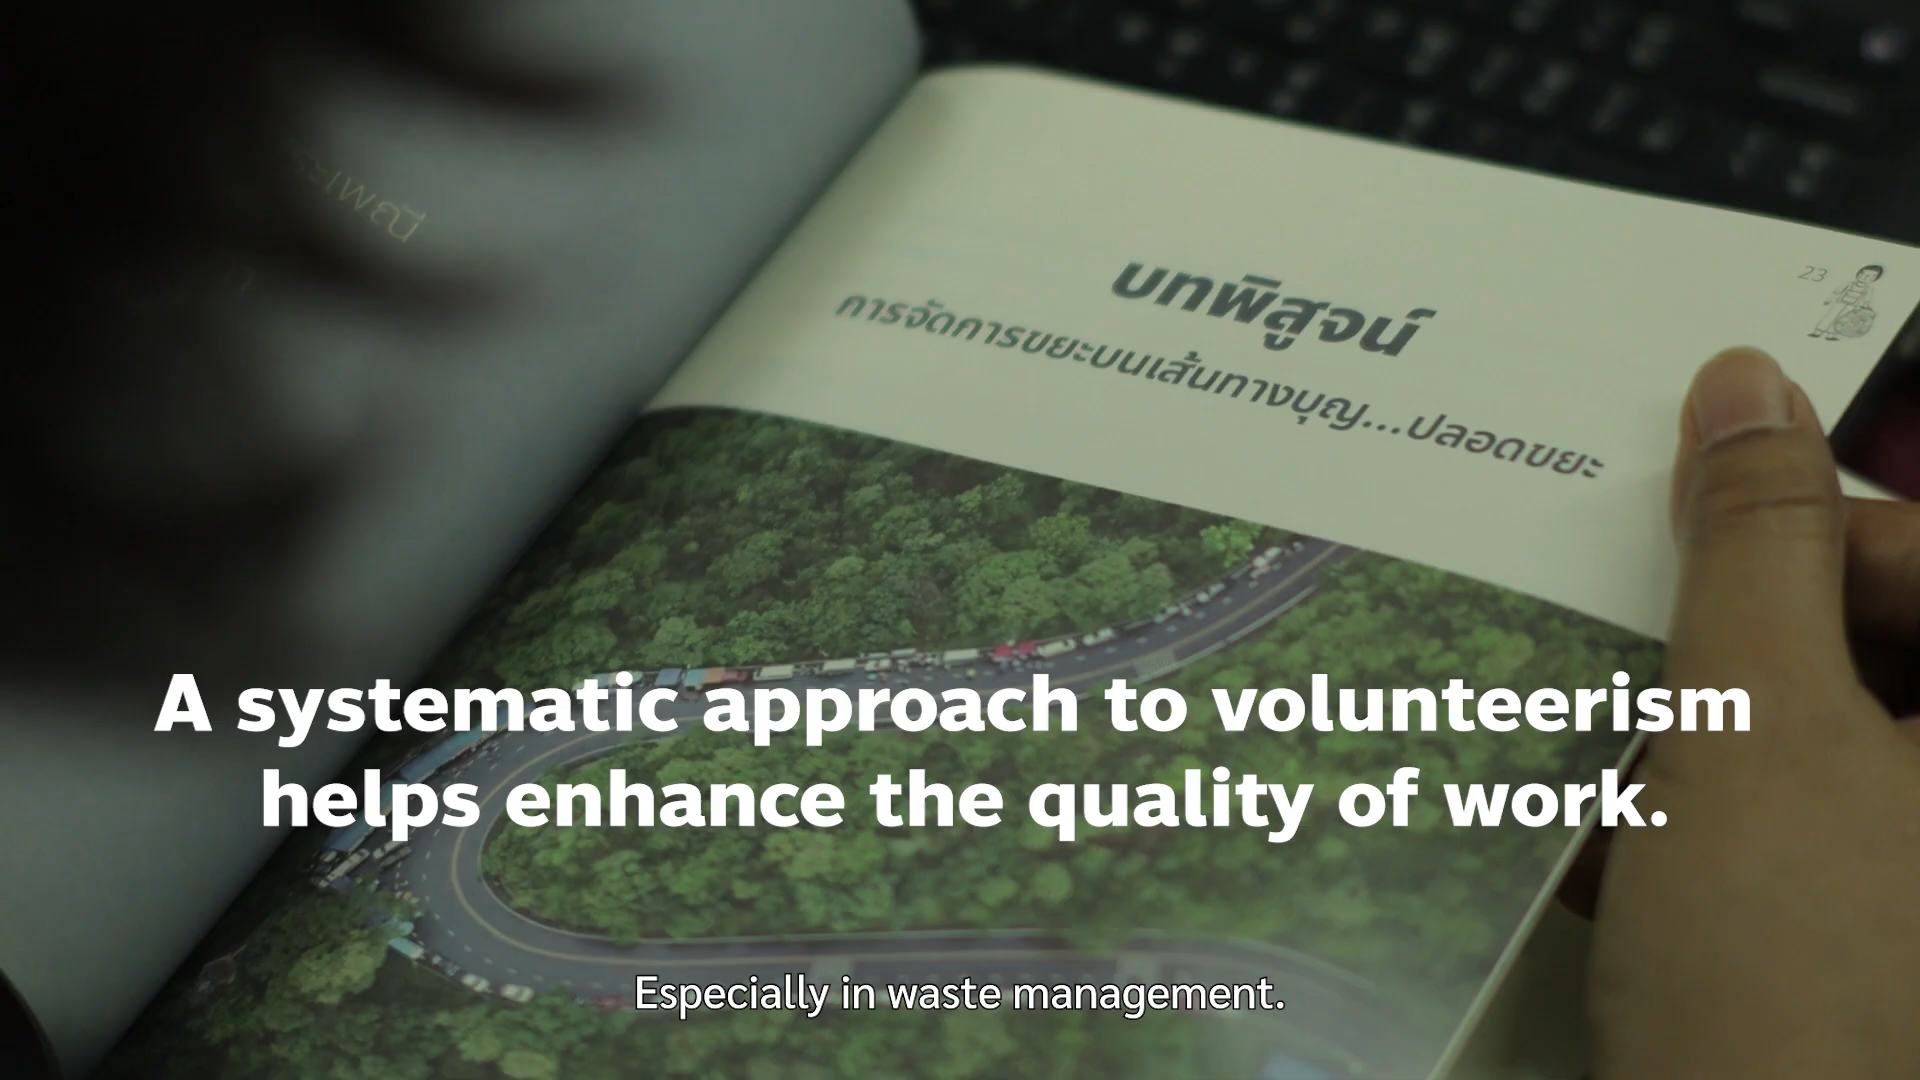 บทพิสูจน์
23
การจัดการขยะบนเส้นทางบุญ...ปลอดขยะ
A systematic approach to volunteerism
helps enhance the quality of work.
Especially in waste management.